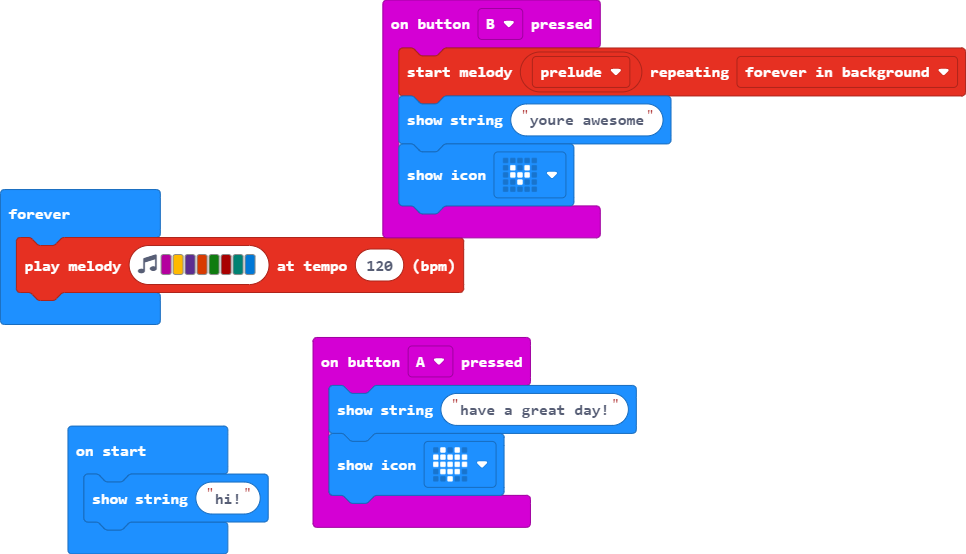 on button B pressed
start melody prelude repeating forever in background
show string "youre awesome"
show icon
forever
play melody at tempo 120 (bpm)
on button A pressed
show string "have a great day!"
show icon
on start
show string "hi!"